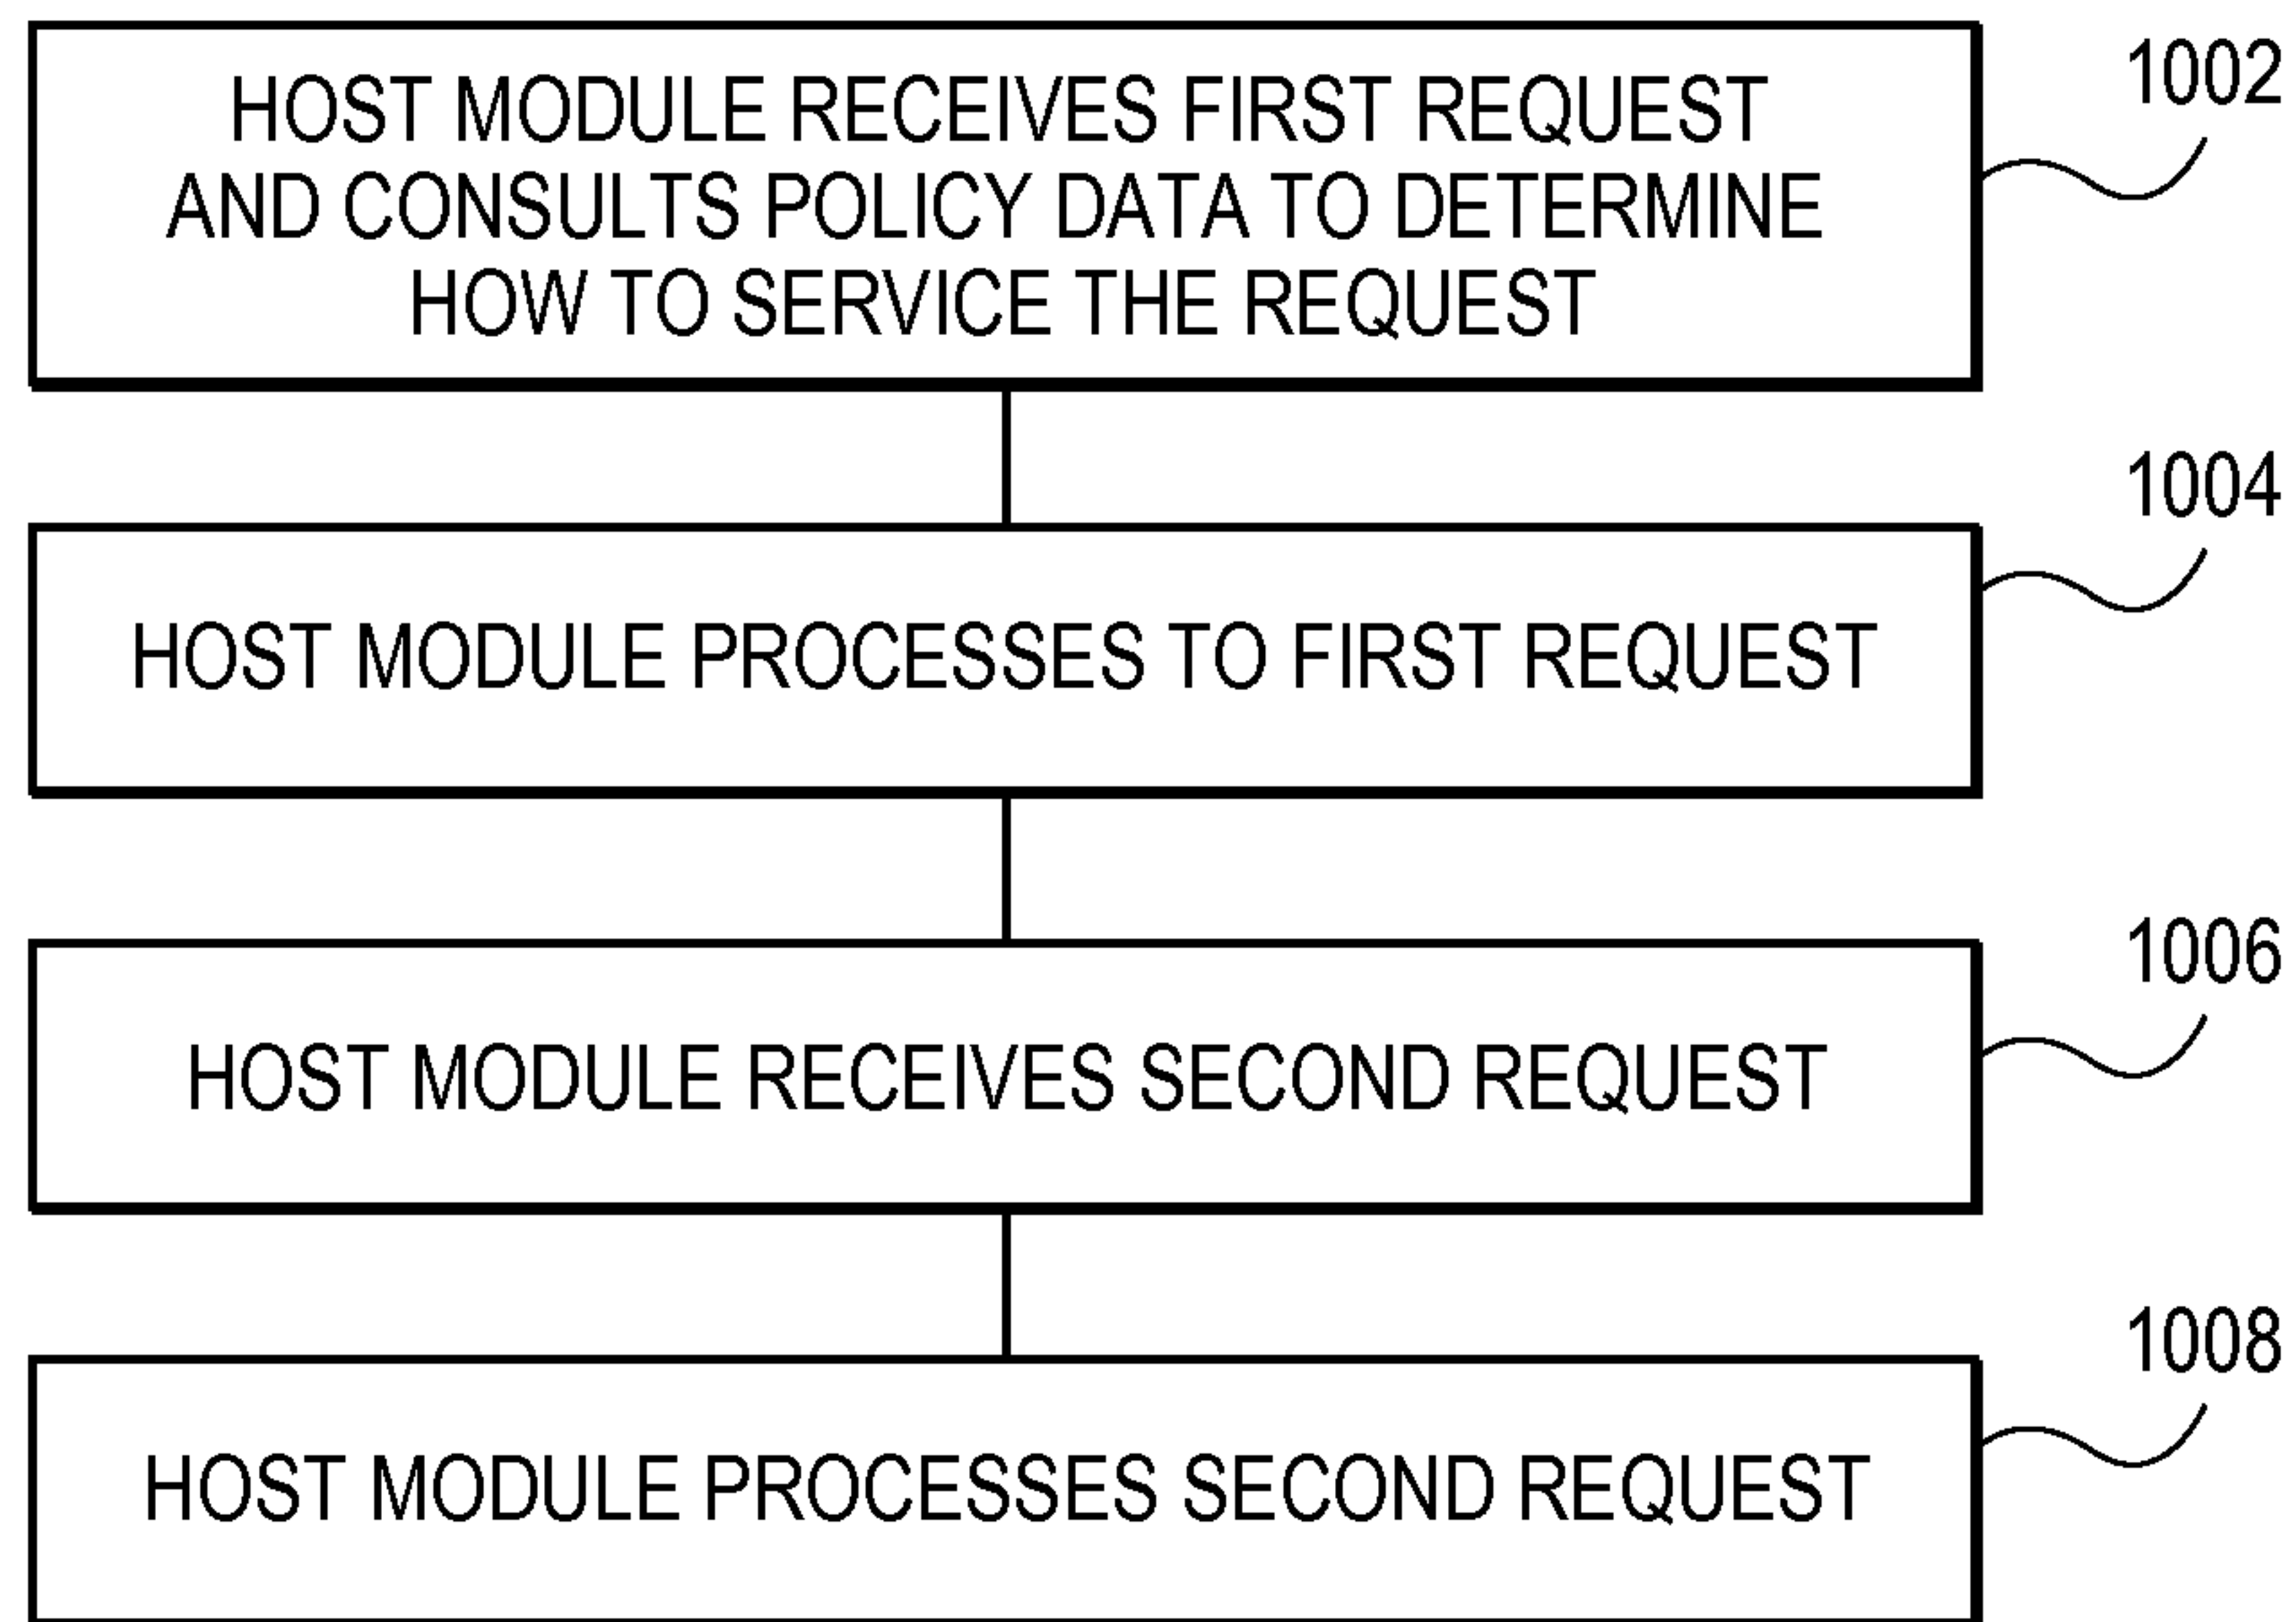 HOST MODULE RECEIVES FIRST REQUEST
AND CONSULTS POLICY DATA TO DETERMINE
HOW TO SERVICE THE REQUEST
1002
HOST MODULE PROCESSES TO FIRST REQUEST
1004
HOST MODULE RECEIVES SECOND REQUEST
1006
HOST MODULE PROCESSES SECOND REQUEST
1008